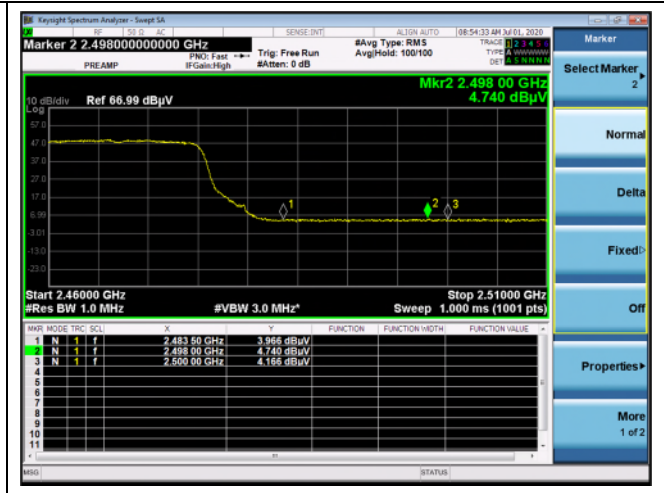 Keysight Spectrum Analyzer - Swept SA
RF 50 Ω AC SENSE:INT ALIGN AUTO 08:54:33 AM Jul 01, 2020
Marker 2 2.498000000000 GHz
PREAMP
PNO: Fast
IFGain:High
Trig: Free Run
#Atten: 0 dB
#Avg Type: RMS
Avg|Hold: 100/100
TRACE 1 2 3 4 5 6
TYPE A WWWWW
DET A S N N N N
Mkr2 2.498 00 GHz
4.740 dBµV
10 dB/div Ref 66.99 dBµV
Log
57.0
47.0
37.0
27.0
17.0
6.99
-3.01
-13.0
-23.0
1
2
3
Start 2.46000 GHz Stop 2.51000 GHz
#Res BW 1.0 MHz #VBW 3.0 MHz* Sweep 1.000 ms (1001 pts)
MKR MODE TRC SCL X Y FUNCTION FUNCTION WIDTH FUNCTION VALUE
1 N 1 f 2.483 50 GHz 3.966 dBµV
2 N 1 f 2.498 00 GHz 4.740 dBµV
3 N 1 f 2.500 00 GHz 4.166 dBµV
4
5
6
7
8
9
10
11
MSG STATUS
Marker
Select Marker
2
Normal
Delta
Fixed
Off
Properties
More
1 of 2